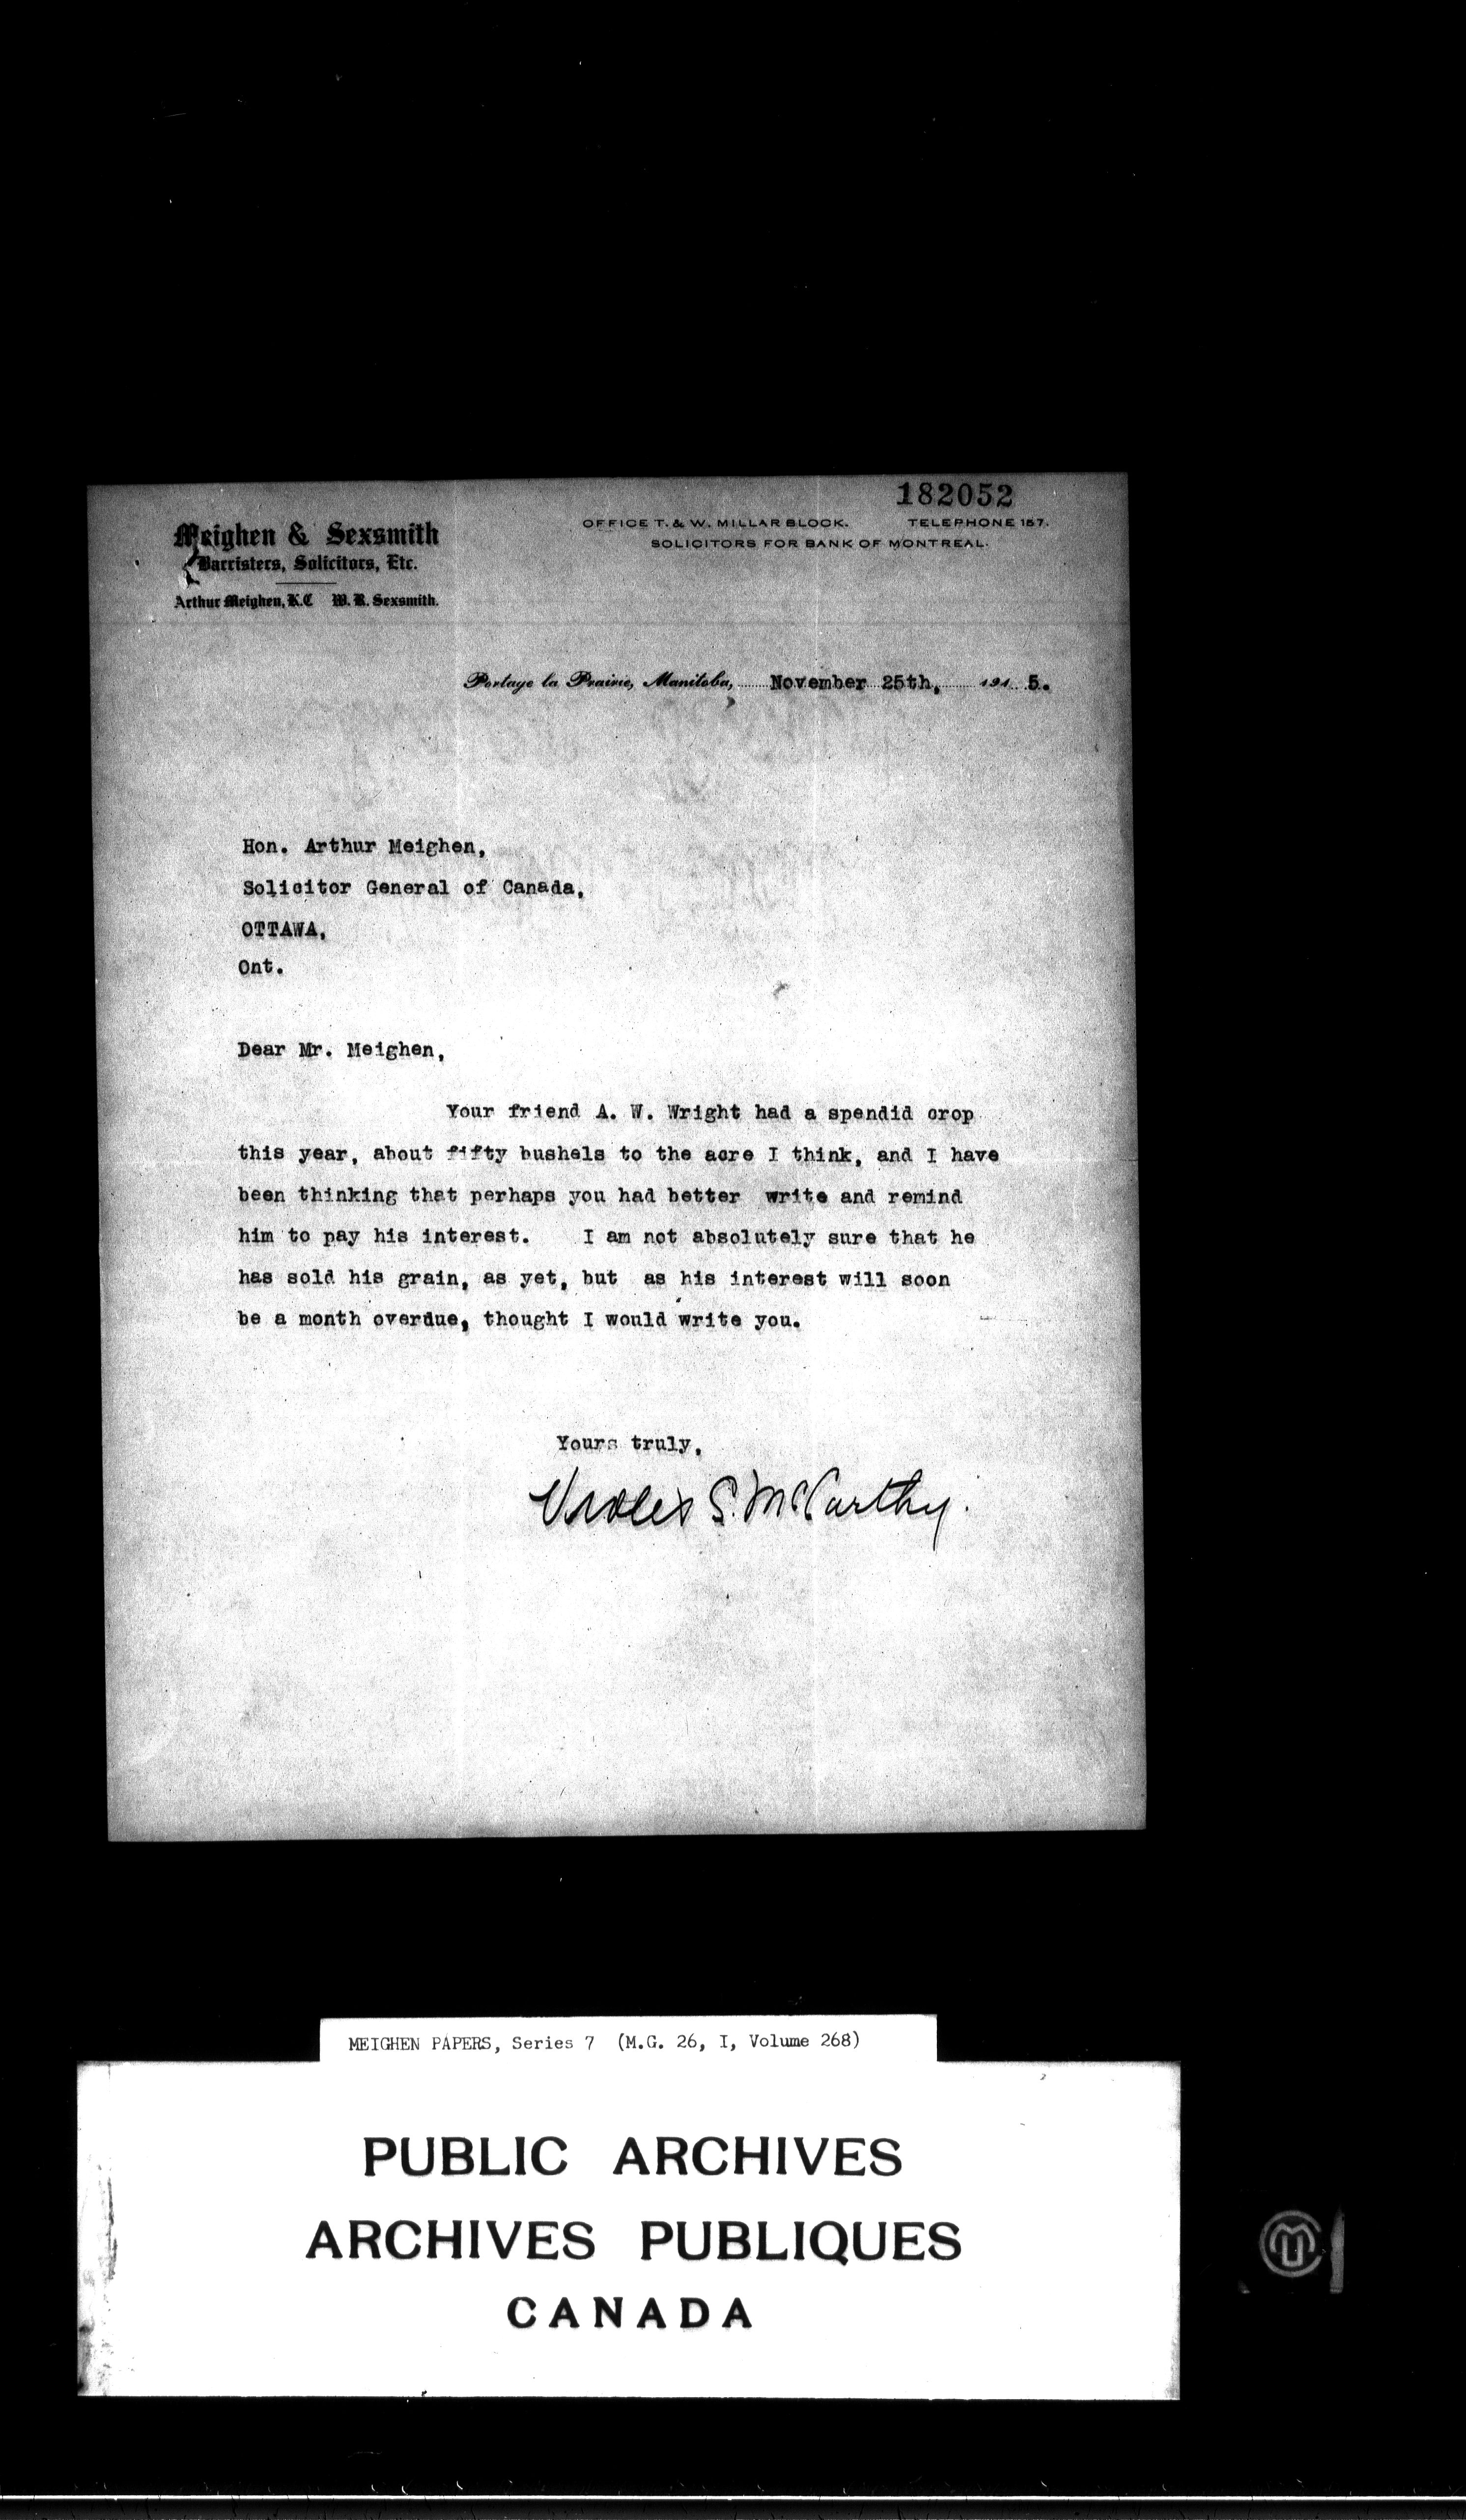 182052
Meighen & Sexsmith
Barristers, Solicitors, Etc.
Arthur Meighen, K.C W. R. Sexsmith.
OFFICE T. & W. MILLAR BLOCK. TELEPHONE 157.
SOLICITORS FOR BANK OF MONTREAL.
Portage la Prairie, Manitoba, November 25th, 191 5.
Hon. Arthur Meighen,
Solicitor General of Canada,
OTTAWA,
Ont.
Dear Mr. Meighen,
Your friend A. W. Wright had a spendid crop
this year, about fifty bushels to the acre I think, and I have
been thinking that perhaps you had better write and remind
him to pay his interest. I am not absolutely sure that he
has sold his grain, as yet, but as his interest will soon
be a month overdue, thought I would write you.
Yours truly,
S. McCarthy.
MEIGHEN PAPERS, Series 7 (M.G. 26, I, Volume 268)
PUBLIC ARCHIVES
ARCHIVES PUBLIQUES
CANADA